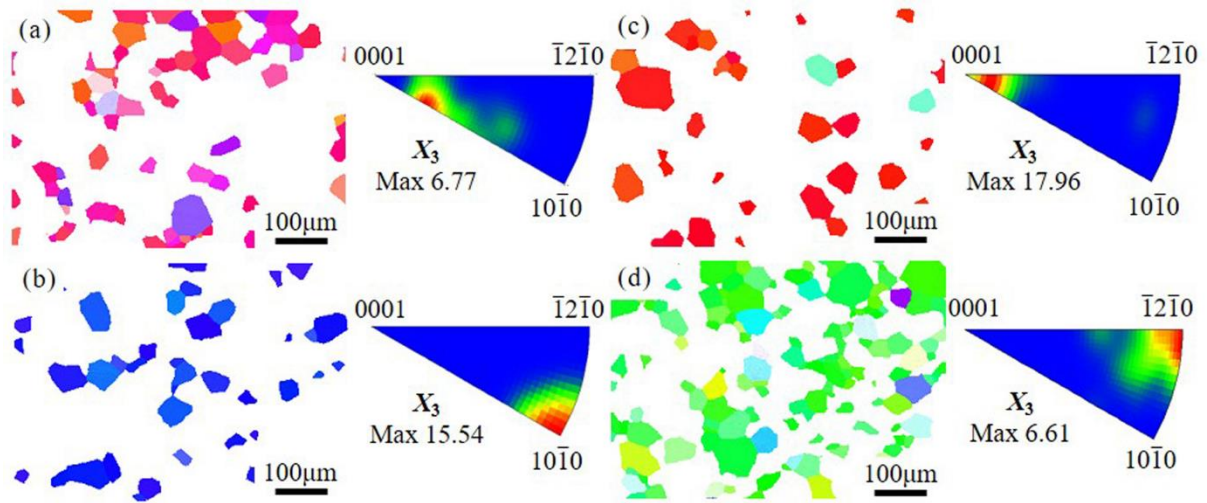 (a)
0001
1̅21̅0
X₃
Max 6.77
101̅0
100μm
(c)
0001
1̅21̅0
X₃
Max 17.96
101̅0
100μm
(b)
0001
1̅21̅0
X₃
Max 15.54
101̅0
100μm
(d)
0001
1̅21̅0
X₃
Max 6.61
101̅0
100μm